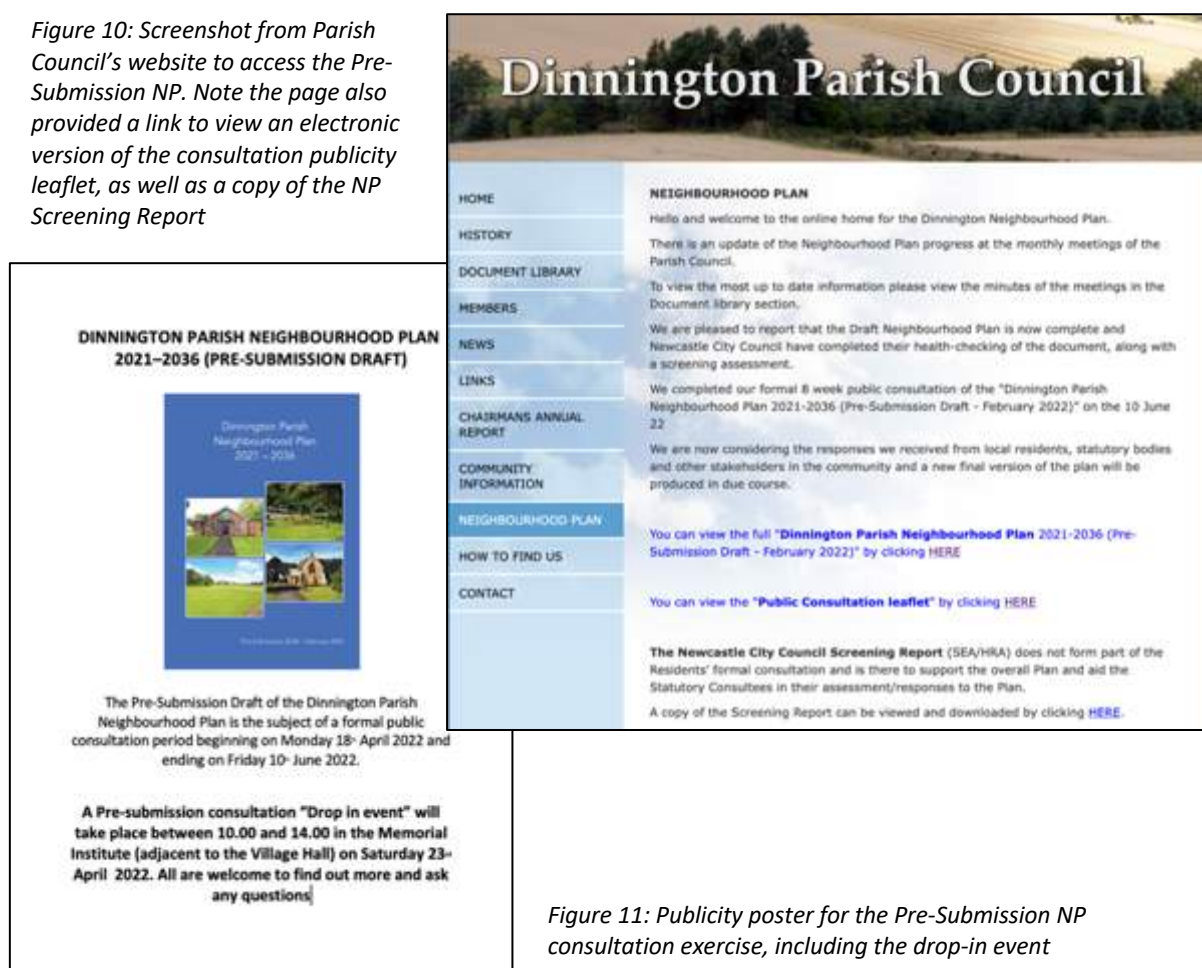 Figure 10: Screenshot from Parish
Council’s website to access the Pre-
Submission NP. Note the page also
provided a link to view an electronic
version of the consultation publicity
leaflet, as well as a copy of the NP
Screening Report
Dinnington Parish Council
HOME
HISTORY
DOCUMENT LIBRARY
MEMBERS
NEWS
LINKS
CHAIRMANS ANNUAL
REPORT
COMMUNITY
INFORMATION
NEIGHBOURHOOD PLAN
HOW TO FIND US
CONTACT
NEIGHBOURHOOD PLAN
Hello and welcome to the online home for the Dinnington Neighbourhood Plan.
There is an update of the Neighbourhood Plan progress at the monthly meetings of the
Parish Council.
To view the most up to date information please view the minutes of the meetings in the
Document library section.
We are pleased to report that the Draft Neighbourhood Plan is now complete and
Newcastle City Council have completed their health-checking of the document, along with
a screening assessment.
We completed our formal 8 week public consultation of the "Dinnington Parish
Neighbourhood Plan 2021-2036 (Pre-Submission Draft - February 2022)" on the 10 June
22
We are now considering the responses we received from local residents, statutory bodies
and other stakeholders in the community and a new final version of the plan will be
produced in due course.
You can view the full "Dinnington Parish Neighbourhood Plan 2021-2036 (Pre-
Submission Draft - February 2022)" by clicking HERE
You can view the "Public Consultation leaflet" by clicking HERE
The Newcastle City Council Screening Report (SEA/HRA) does not form part of the
Residents' formal consultation and is there to support the overall Plan and aid the
Statutory Consultees in their assessment/responses to the Plan.
A copy of the Screening Report can be viewed and downloaded by clicking HERE.
DINNINGTON PARISH NEIGHBOURHOOD PLAN
2021–2036 (PRE-SUBMISSION DRAFT)
Dinnington Parish
Neighbourhood Plan
2021 – 2036
The Pre-Submission Draft of the Dinnington Parish
Neighbourhood Plan is the subject of a formal public
consultation period beginning on Monday 18th April 2022 and
ending on Friday 10th June 2022.
A Pre-submission consultation “Drop in event” will
take place between 10.00 and 14.00 in the Memorial
Institute (adjacent to the Village Hall) on Saturday 23rd
April 2022. All are welcome to find out more and ask
any questions
Figure 11: Publicity poster for the Pre-Submission NP
consultation exercise, including the drop-in event